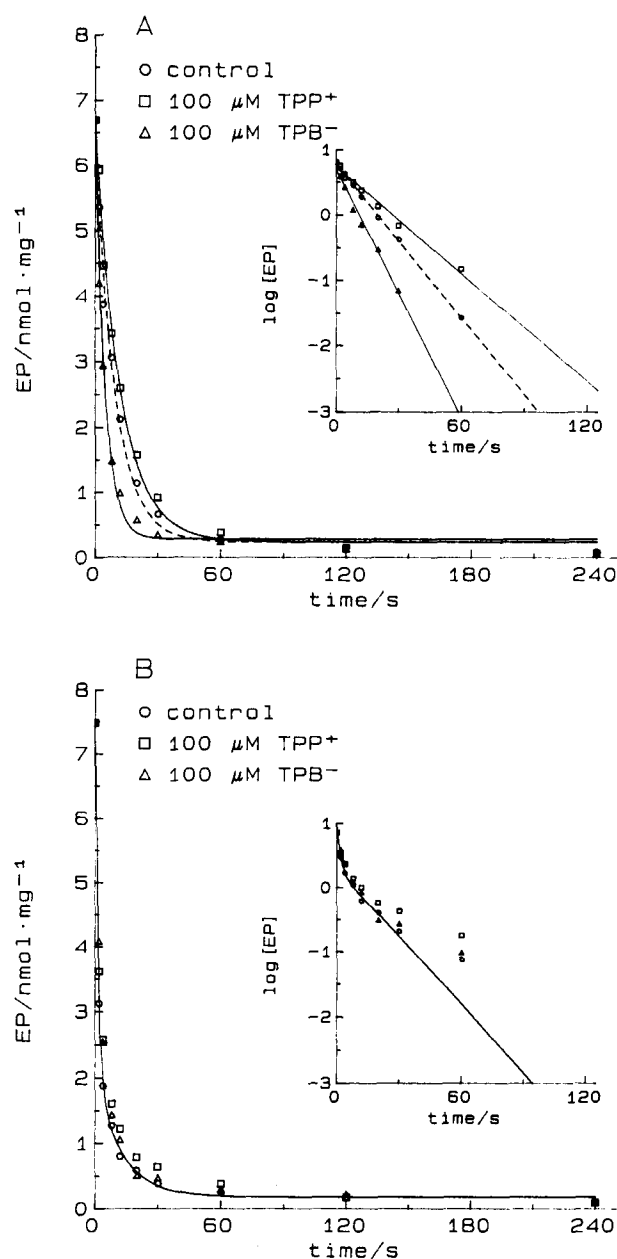 A
control
100 µM TPP+
100 µM TPB−
8
7
6
5
4
3
2
1
0
EP/nmol·mg−1
0
60
120
180
240
time/s
1
0
−1
−2
−3
log [EP]
0
60
120
time/s
B
control
100 µM TPP+
100 µM TPB−
8
7
6
5
4
3
2
1
0
EP/nmol·mg−1
0
60
120
180
240
time/s
1
0
−1
−2
−3
log [EP]
0
60
120
time/s